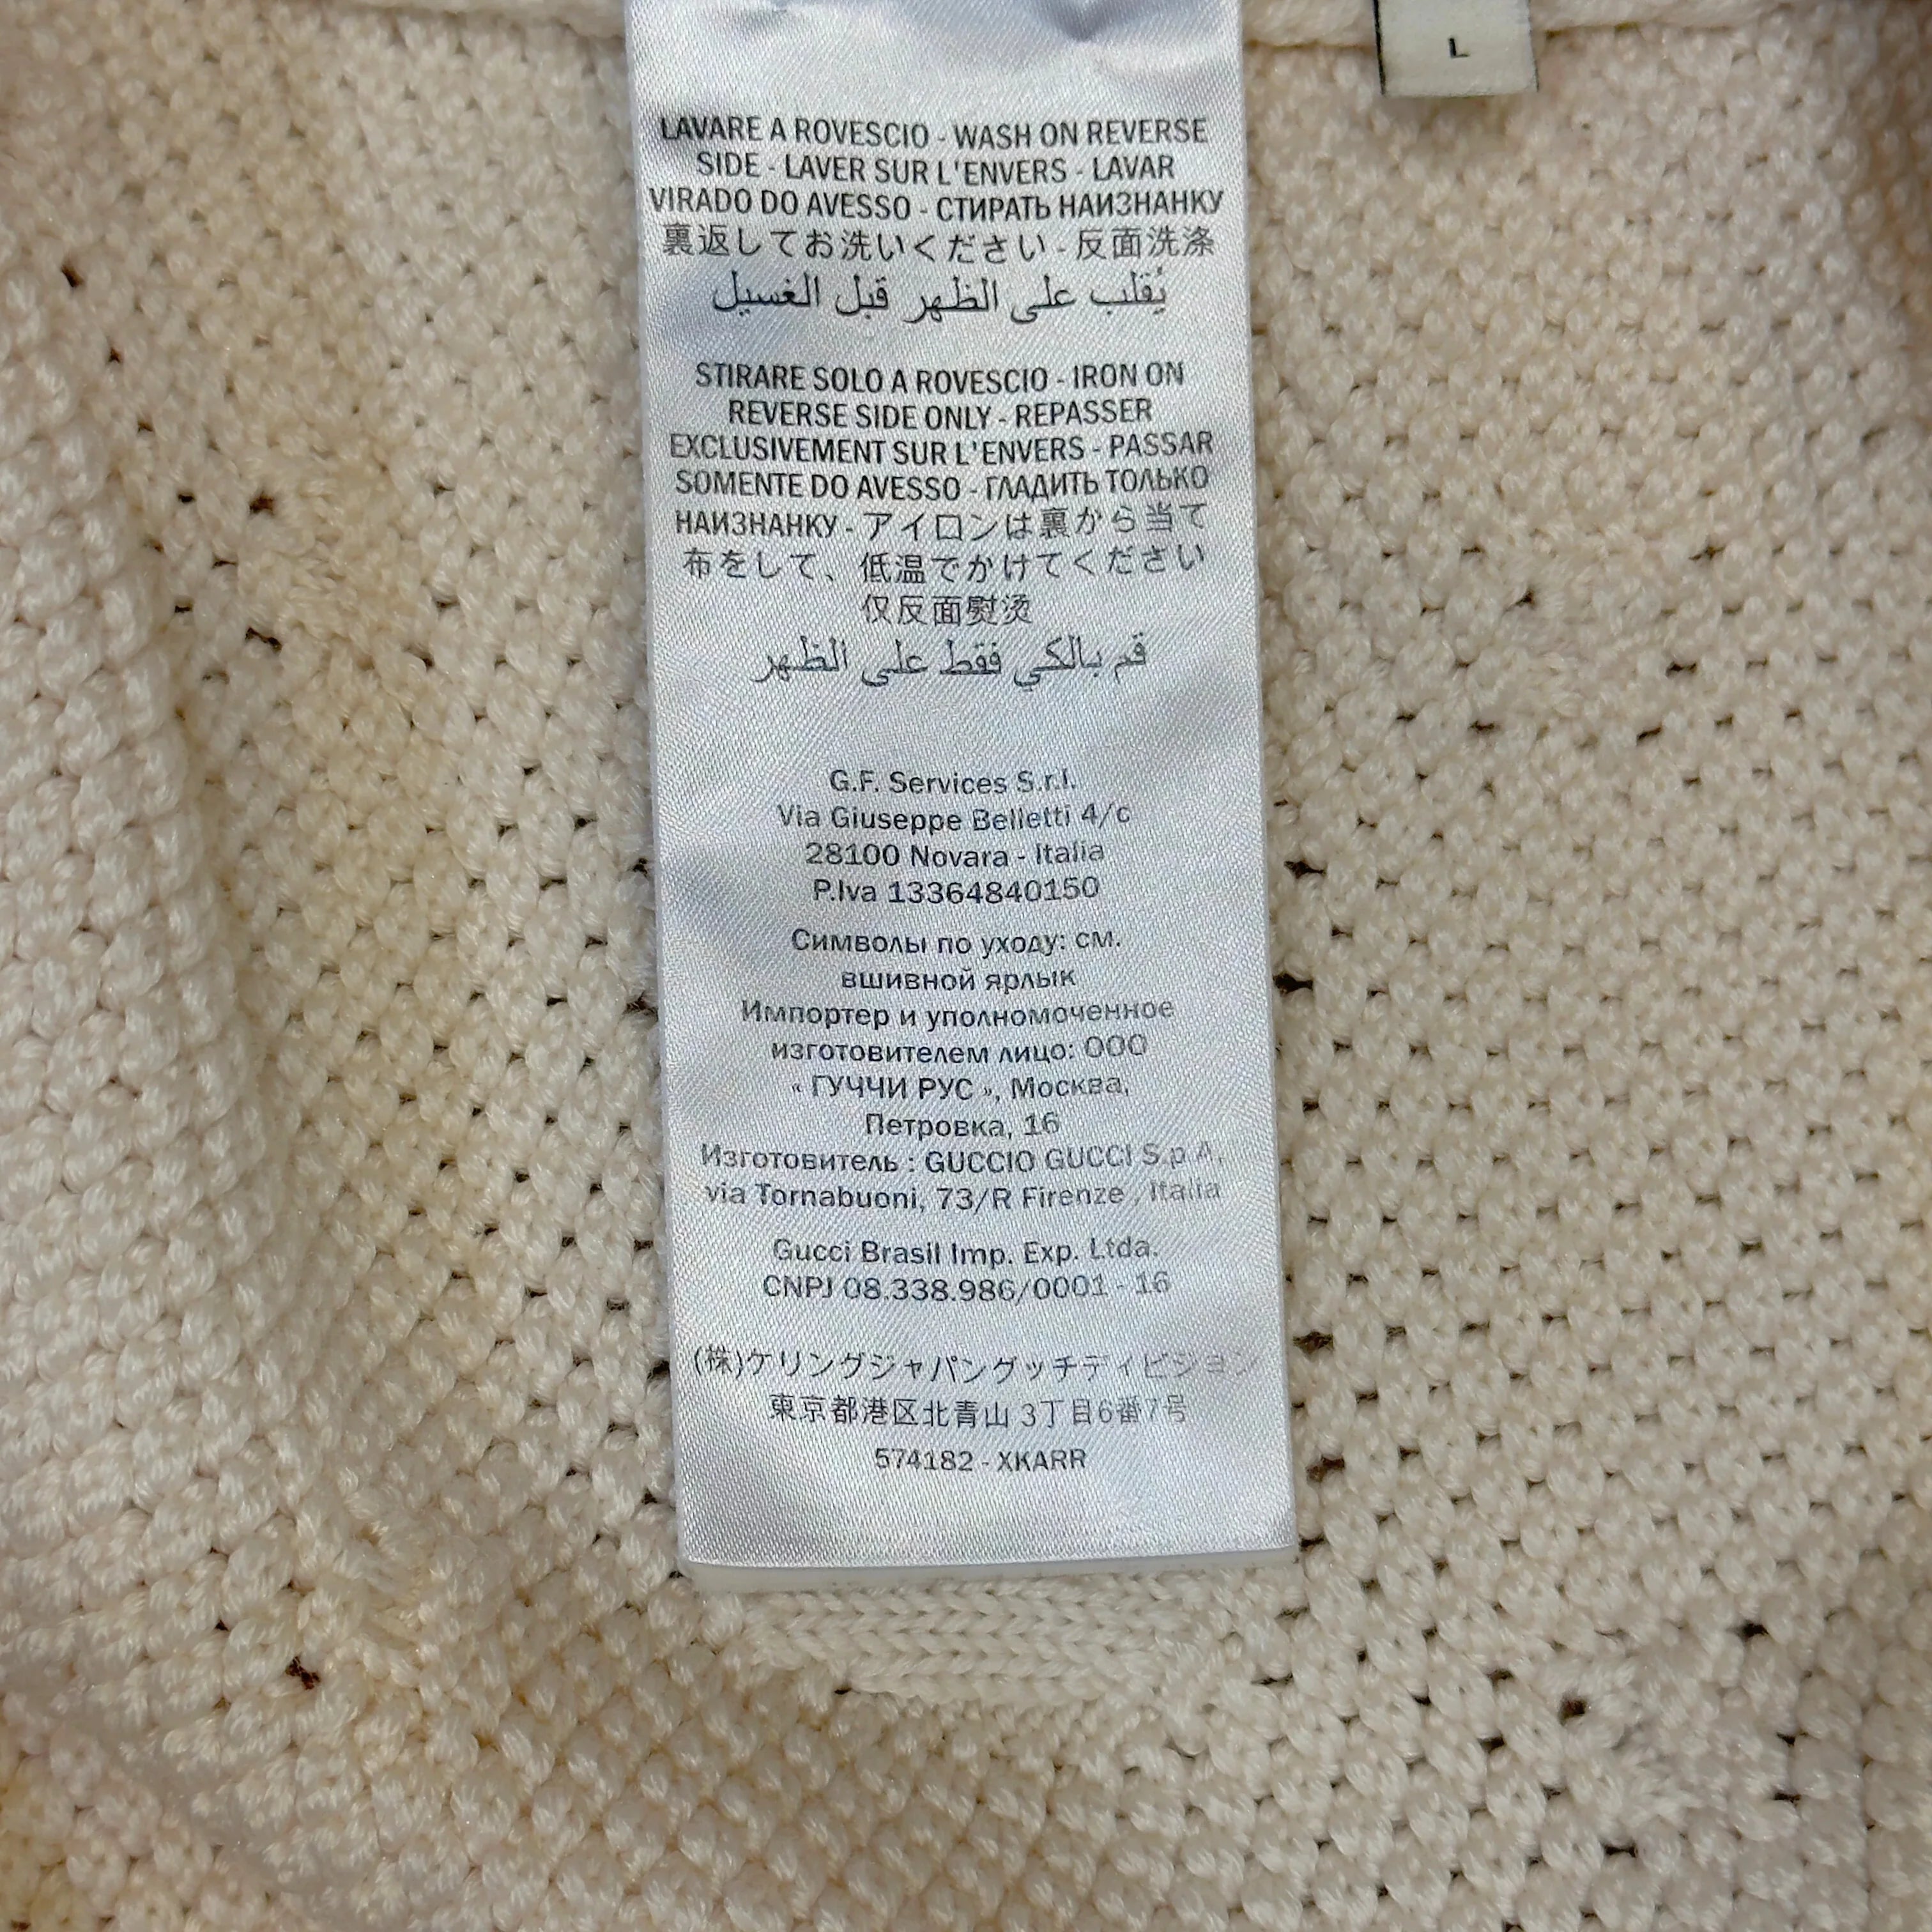 L
LAVARE A ROVESCIO - WASH ON REVERSE
SIDE - LAVER SUR L'ENVERS - LAVAR
VIRADO DO AVESSO - СТИРАТЬ НАИЗНАНКУ
裏返してお洗いください - 反面洗涤
يُقلب على الظهر قبل الغسيل
STIRARE SOLO A ROVESCIO - IRON ON
REVERSE SIDE ONLY - REPASSER
EXCLUSIVEMENT SUR L'ENVERS - PASSAR
SOMENTE DO AVESSO - ГЛАДИТЬ ТОЛЬКО
НАИЗНАНКУ - アイロンは裏から当て
布をして、低温でかけてください
仅反面熨烫
قم بالكي فقط على الظهر
G.F. Services S.r.l.
Via Giuseppe Belletti 4/c
28100 Novara - Italia
P.Iva 13364840150
Символы по уходу: см.
вшивной ярлык
Импортер и уполномоченное
изготовителем лицо: ООО
« ГУЧЧИ РУС », Москва,
Петровка, 16
Изготовитель : GUCCIO GUCCI S.p A.
via Tornabuoni, 73/R Firenze , Italia
Gucci Brasil Imp. Exp. Ltda.
CNPJ 08.338.986/0001 - 16
(株)ケリングジャパングッチディビジョン
東京都港区北青山 3丁目6番7号
574182 - XKARR